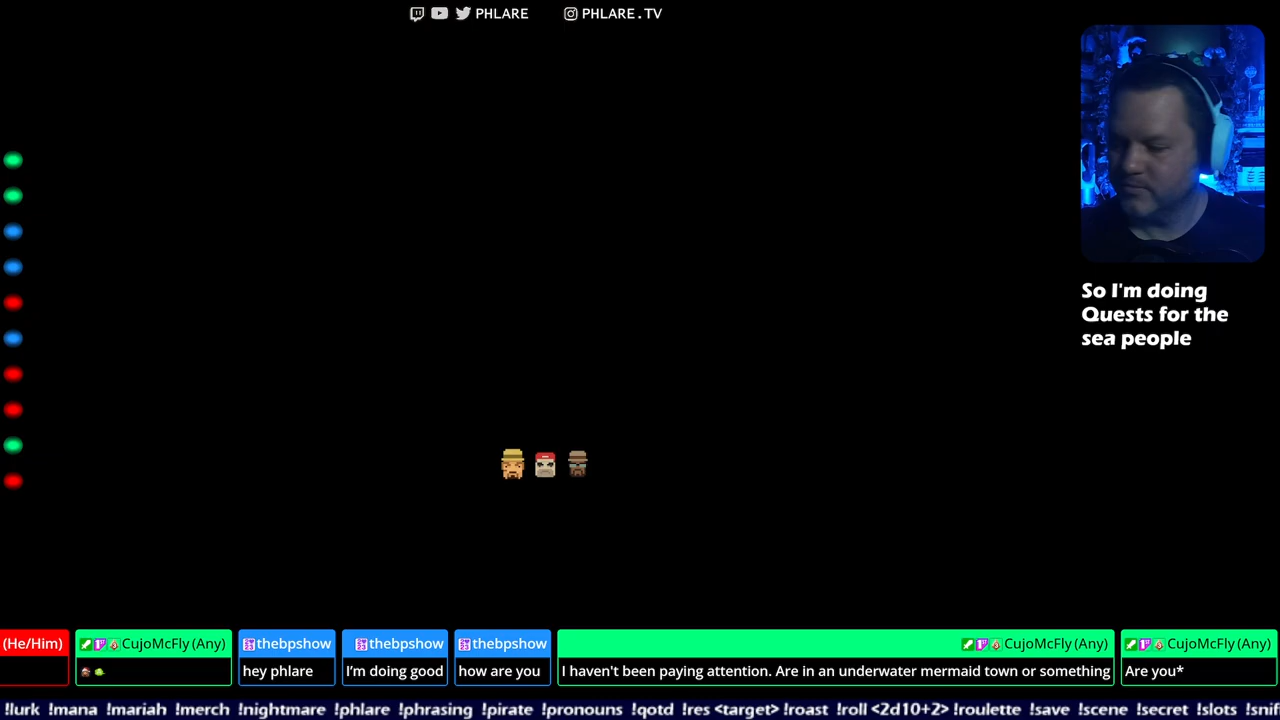 PHLARE PHLARE.TV
So I'm doing
Quests for the
sea people
(He/Him) CujoMcFly (Any) thebpshow thebpshow thebpshow CujoMcFly (Any) CujoMcFly (Any)
hey phlare I'm doing good how are you I haven't been paying attention. Are in an underwater mermaid town or something Are you*
!lurk !mana !mariah !merch !nightmare !phlare !phrasing !pirate !pronouns !qotd !res <target> !roast !roll <2d10+2> !roulette !save !scene !secret !slots !snif